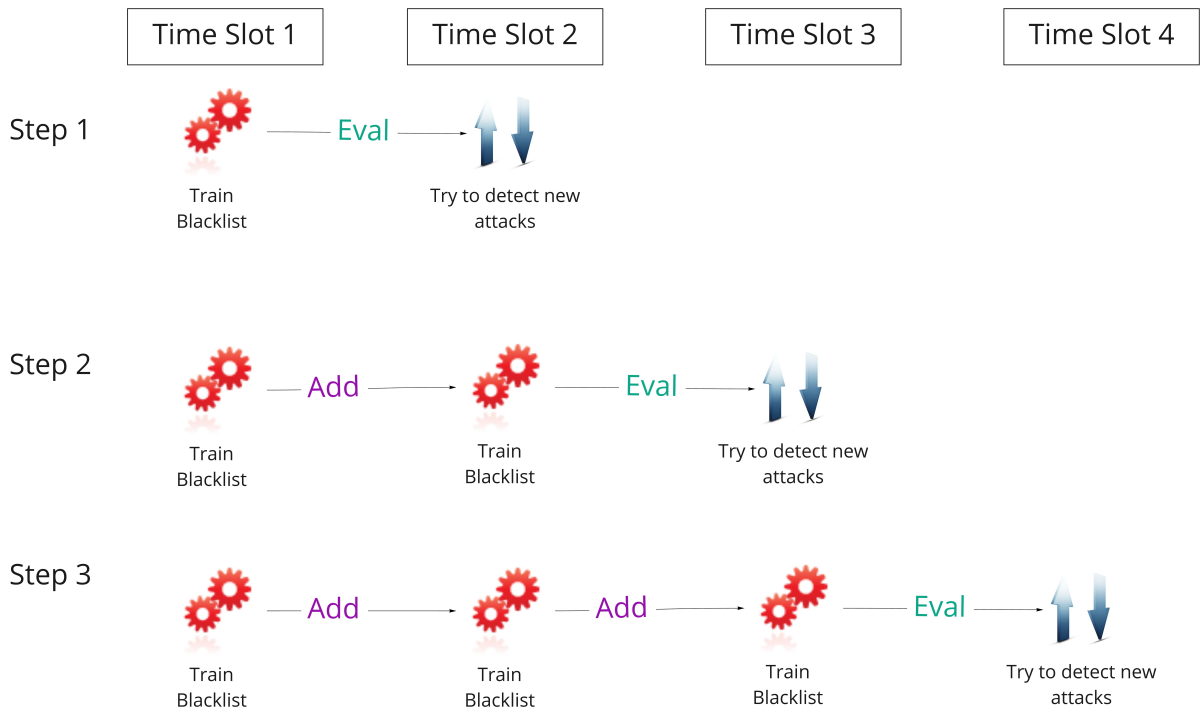 Time Slot 1
Time Slot 2
Time Slot 3
Time Slot 4
Step 1
Eval
Train
Blacklist
Try to detect new
attacks
Step 2
Add
Eval
Train
Blacklist
Train
Blacklist
Try to detect new
attacks
Step 3
Add
Add
Eval
Train
Blacklist
Train
Blacklist
Train
Blacklist
Try to detect new
attacks